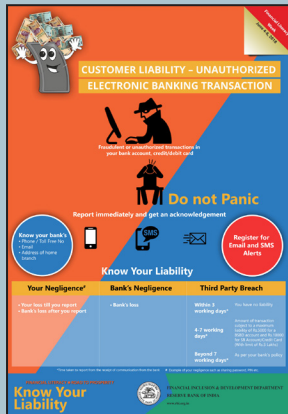 Financial Literacy
Week
CUSTOMER LIABILITY – UNAUTHORIZED
ELECTRONIC BANKING TRANSACTION
Fraudulent or unauthorized transactions in
your bank account, credit/debit card
Do not Panic
Report immediately and get an acknowledgement
Know your bank's
• Phone / Toll Free No
• Email
• Address of home
branch
SMS
Register for
Email and SMS
Alerts
Know Your Liability
Your Negligence#
Bank's Negligence
Third Party Breach
• Your loss till you report
• Bank's loss after you report
• Bank's loss
Within 3
working days*
You have no liability
4-7 working
days*
Beyond 7
working days*
As per your bank's policy
Know Your
Liability
FINANCIAL INCLUSION & DEVELOPMENT DEPARTMENT
RESERVE BANK OF INDIA